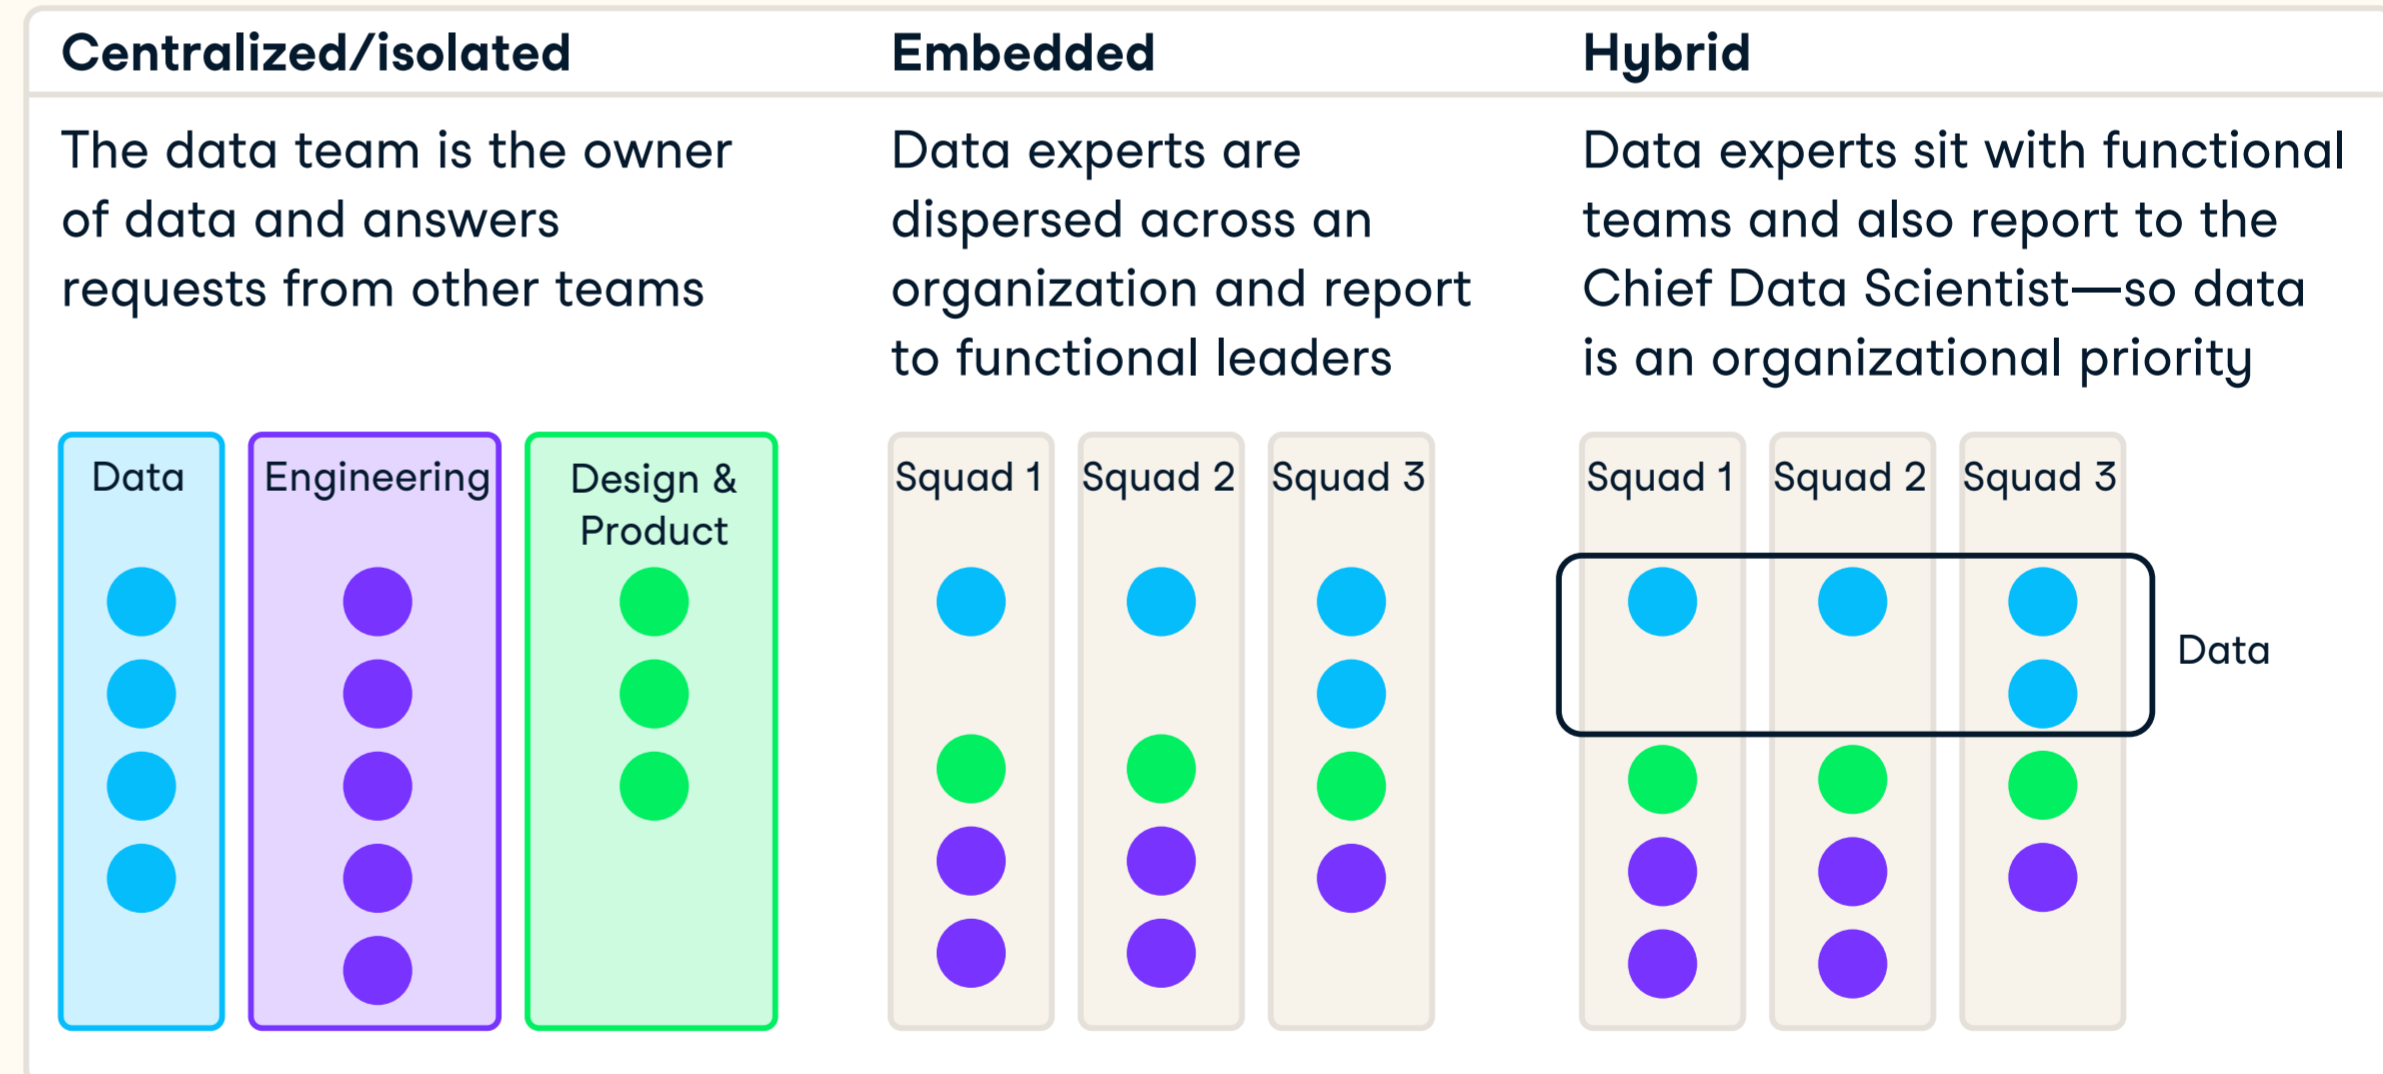 Centralized/isolated
The data team is the owner
of data and answers
requests from other teams
Data
Engineering
Design &
Product
Embedded
Data experts are
dispersed across an
organization and report
to functional leaders
Squad 1
Squad 2
Squad 3
Hybrid
Data experts sit with functional
teams and also report to the
Chief Data Scientist—so data
is an organizational priority
Squad 1
Squad 2
Squad 3
Data